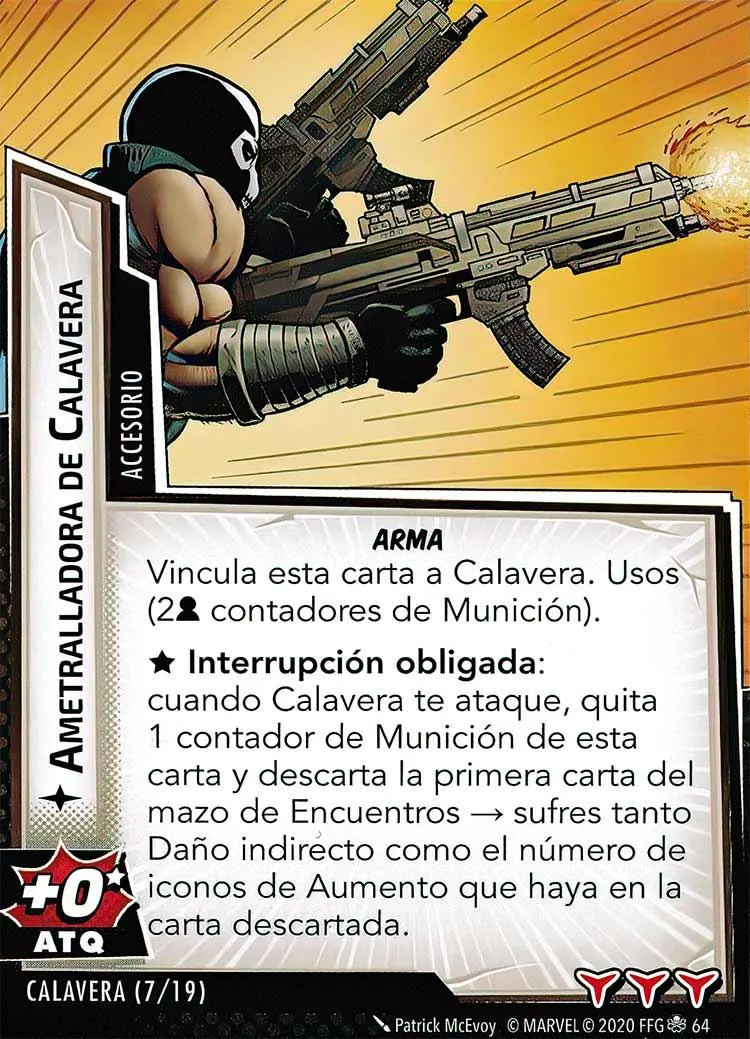 AMETRALLADORA DE CALAVERA
ACCESORIO
ARMA
Vincula esta carta a Calavera. Usos
(2 contadores de Munición).
★ Interrupción obligada:
cuando Calavera te ataque, quita
1 contador de Munición de esta
carta y descarta la primera carta del
mazo de Encuentros → sufres tanto
Daño indirecto como el número de
iconos de Aumento que haya en la
carta descartada.
+0★
ATQ
CALAVERA (7/19)
Patrick McEvoy © MARVEL © 2020 FFG 64